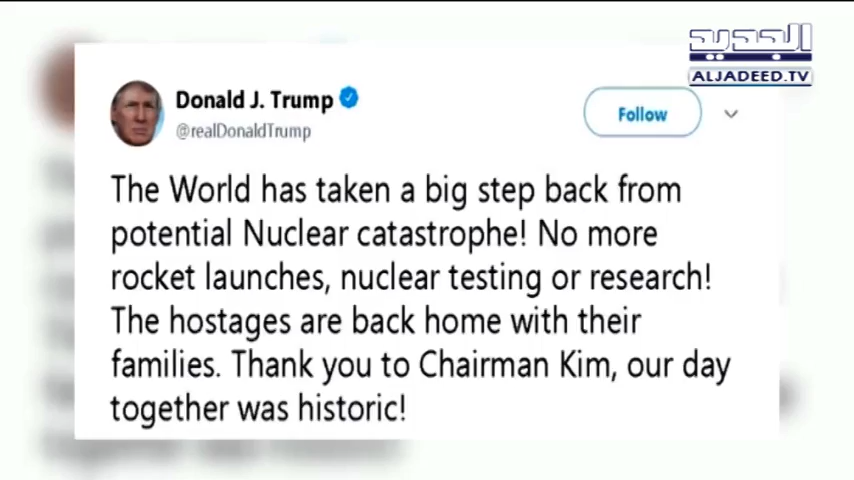 الجديد
ALJADEED.TV
Donald J. Trump
@realDonaldTrump
Follow
The World has taken a big step back from
potential Nuclear catastrophe! No more
rocket launches, nuclear testing or research!
The hostages are back home with their
families. Thank you to Chairman Kim, our day
together was historic!